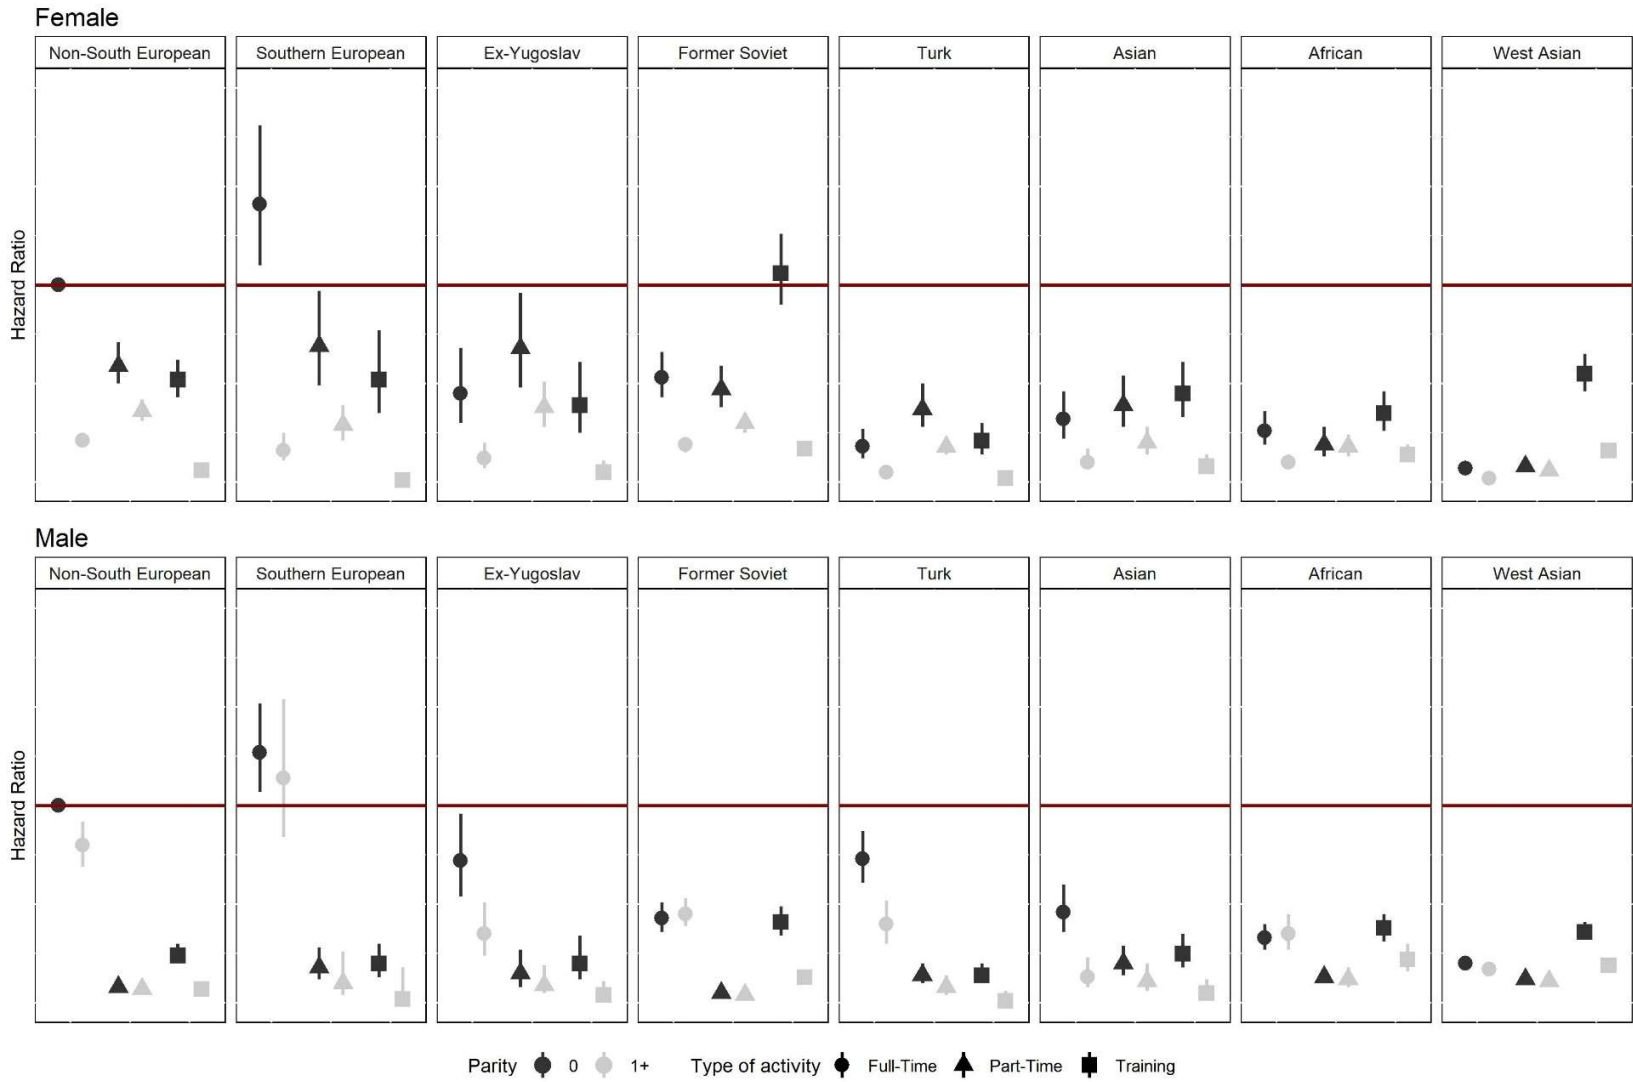 Female
Non-South European Southern European Ex-Yugoslav Former Soviet Turk Asian African West Asian
Hazard Ratio
Male
Non-South European Southern European Ex-Yugoslav Former Soviet Turk Asian African West Asian
Hazard Ratio
Parity 0 1+ Type of activity Full-Time Part-Time Training